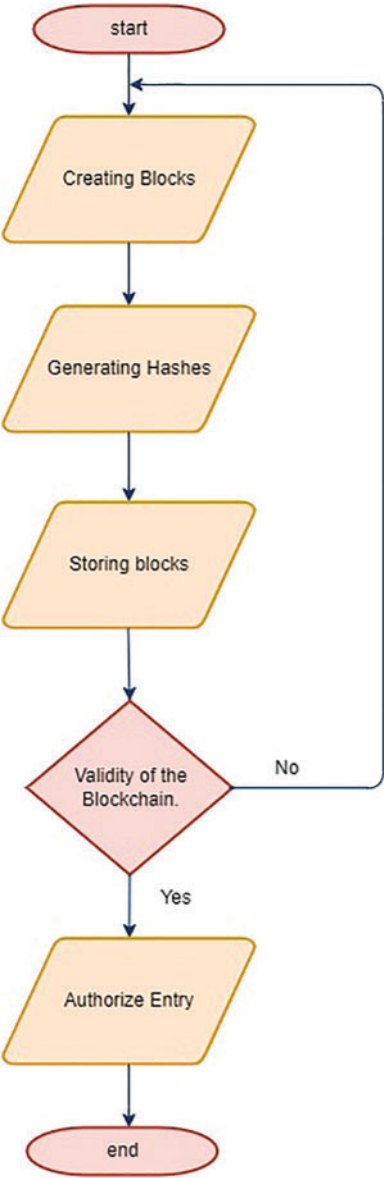 start
Creating Blocks
Generating Hashes
Storing blocks
Validity of the
Blockchain.
No
Yes
Authorize Entry
end